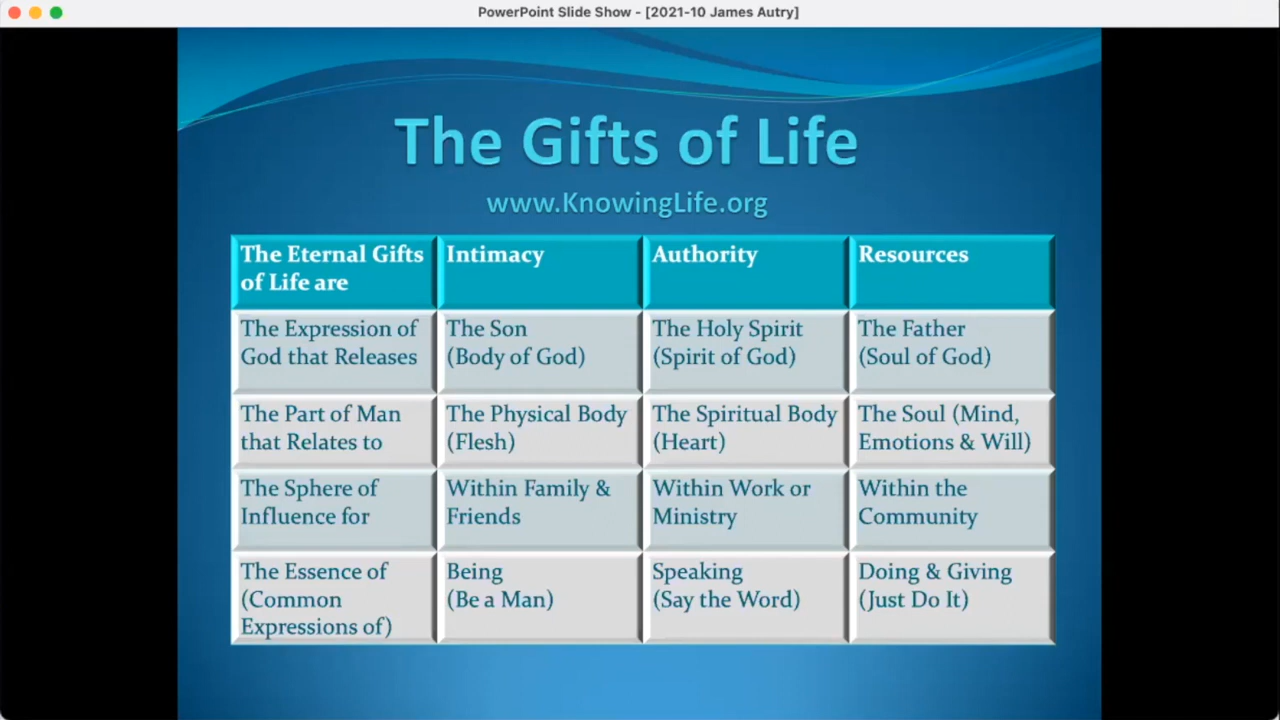 PowerPoint Slide Show - [2021-10 James Autry]
The Gifts of Life
www.KnowingLife.org
The Eternal Gifts
of Life are
Intimacy
Authority
Resources
The Expression of
God that Releases
The Son
(Body of God)
The Holy Spirit
(Spirit of God)
The Father
(Soul of God)
The Part of Man
that Relates to
The Physical Body
(Flesh)
The Spiritual Body
(Heart)
The Soul (Mind,
Emotions & Will)
The Sphere of
Influence for
Within Family &
Friends
Within Work or
Ministry
Within the
Community
The Essence of
(Common
Expressions of)
Being
(Be a Man)
Speaking
(Say the Word)
Doing & Giving
(Just Do It)